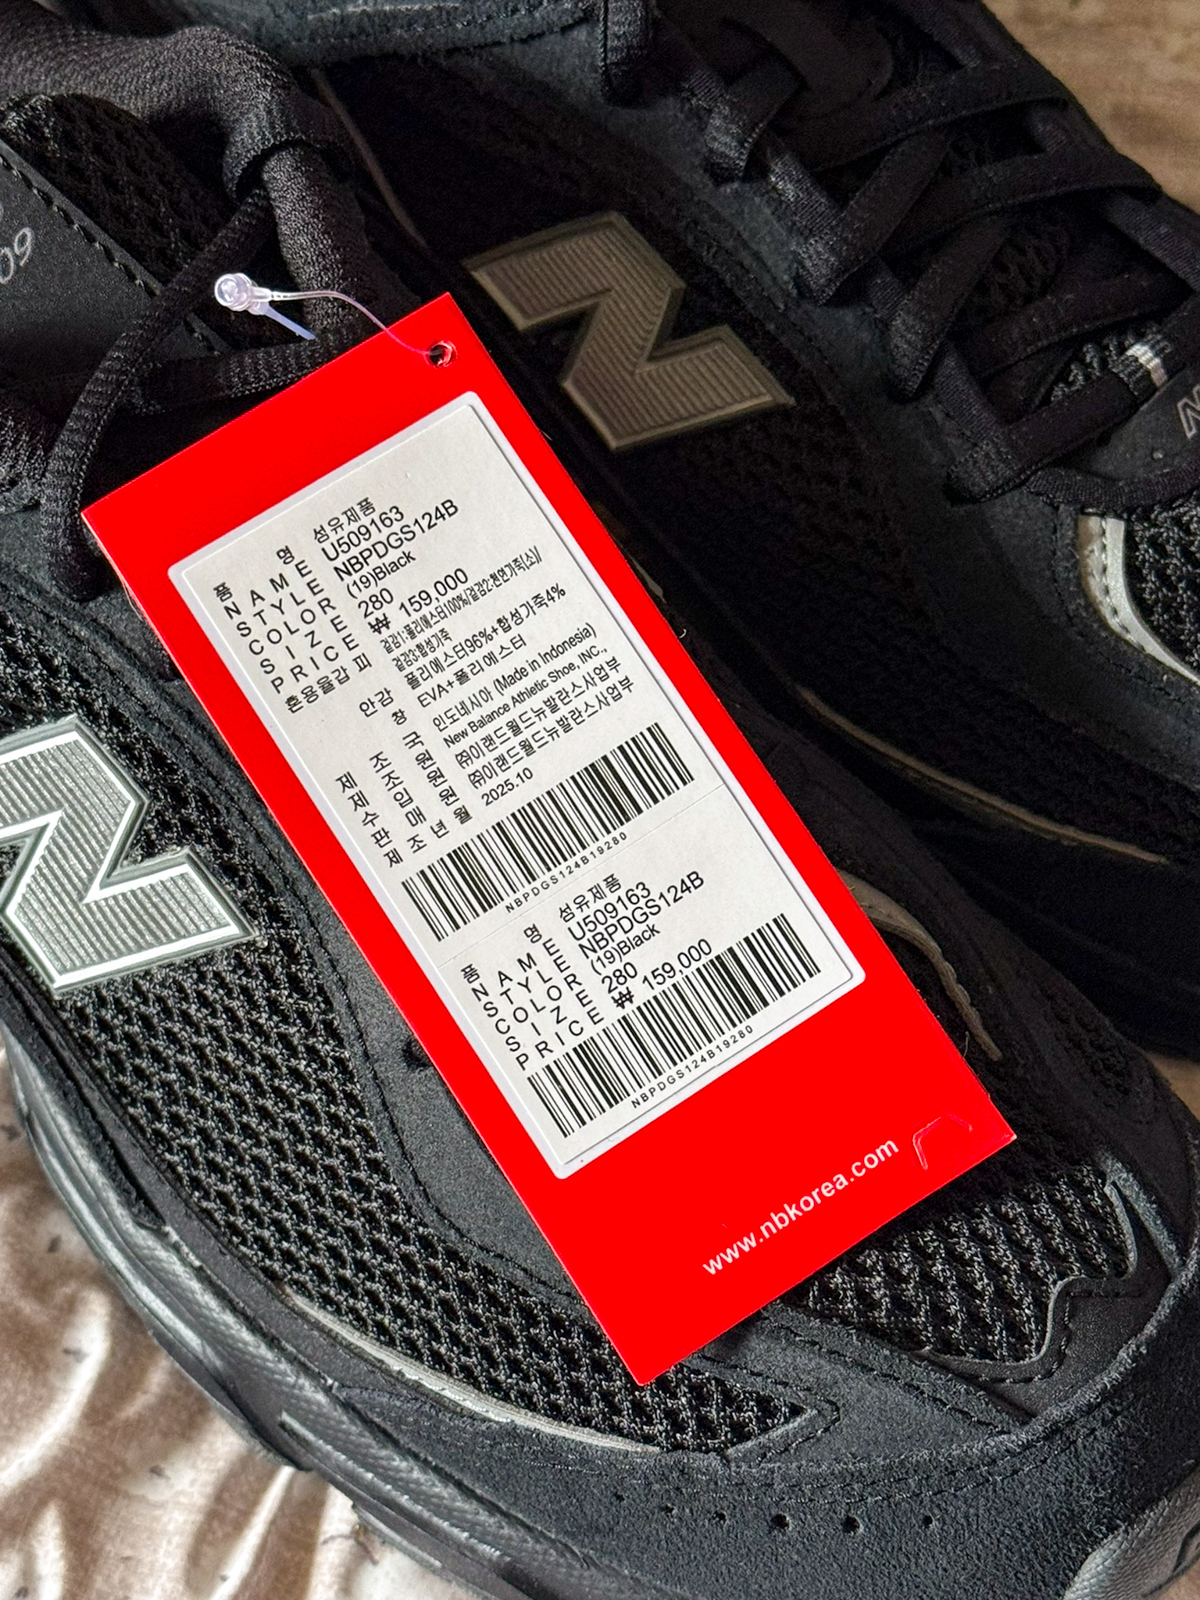 509
N
N
품 명 섬유제품
NAME U509163
STYLE NBPDGS124B
COLOR (19)Black
SIZE 280
PRICE ₩ 159,000
혼용율겉피 겉감1:폴리에스터100%/겉감2:천연가죽(소)/
겉감3:합성가죽
안감 폴리에스터96%+합성가죽4%
창 EVA+폴리에스터
제 조 국 인도네시아 (Made in Indonesia)
제 조 원 New Balance Athletic Shoe, INC.,
수 입 원 ㈜이랜드월드뉴발란스사업부
판 매 원 ㈜이랜드월드뉴발란스사업부
제 조 년 월 2025.10
NBPDGS124B19280
품 명 섬유제품
NAME U509163
STYLE NBPDGS124B
COLOR (19)Black
SIZE 280
PRICE ₩ 159,000
NBPDGS124B19280
www.nbkorea.com